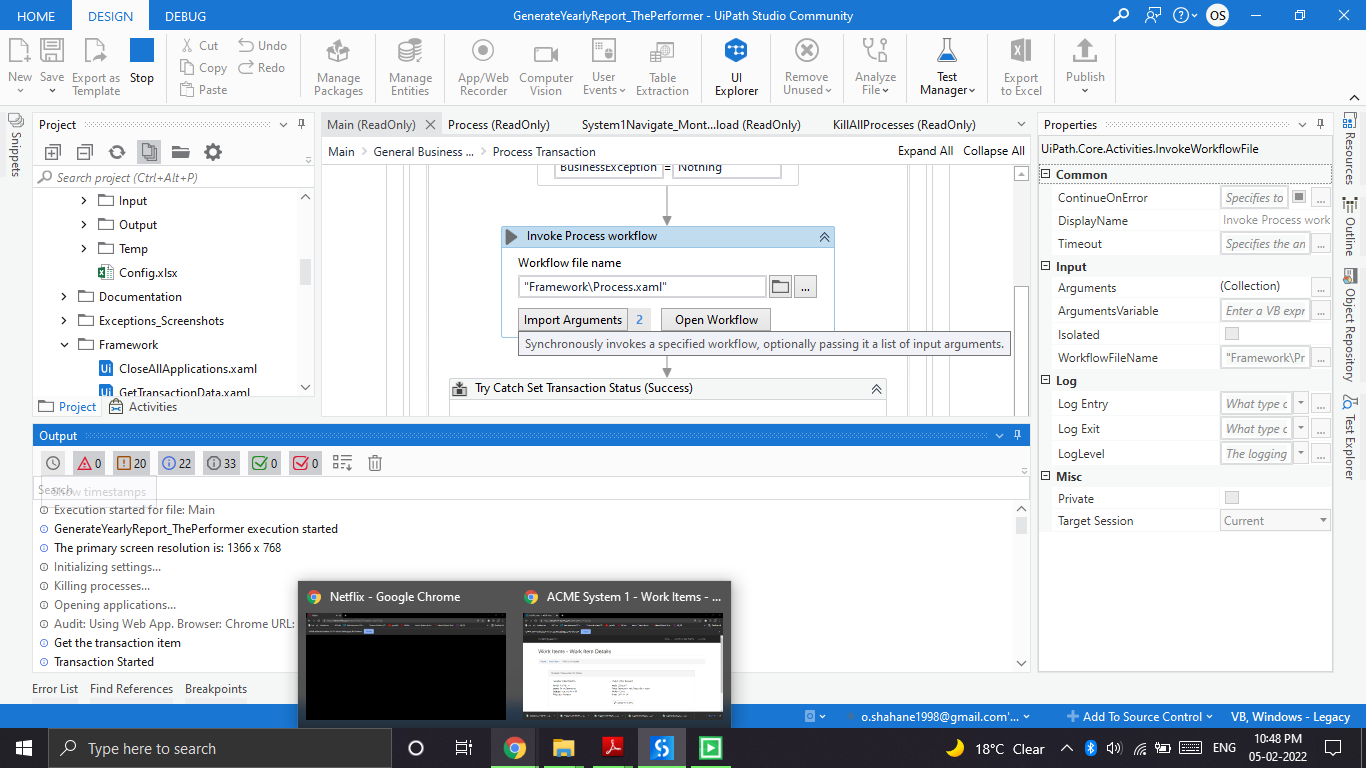 HOME DESIGN DEBUG GenerateYearlyReport_ThePerformer - UiPath Studio Community OS
New Save Export as Template Stop
Cut Undo
Copy Redo
Paste
Manage Packages
Manage Entities
App/Web Recorder
Computer Vision
User Events
Table Extraction
UI Explorer
Remove Unused
Analyze File
Test Manager
Export to Excel
Publish
Snippets
Project
Search project (Ctrl+Alt+P)
Input
Output
Temp
Config.xlsx
Documentation
Exceptions_Screenshots
Framework
CloseAllApplications.xaml
GetTransactionData.xaml
Project Activities
Main (ReadOnly) Process (ReadOnly) System1Navigate_Mont...load (ReadOnly) KillAllProcesses (ReadOnly)
Main > General Business ... > Process Transaction Expand All Collapse All
BusinessException = Nothing
Invoke Process workflow
Workflow file name
"Framework\Process.xaml" ...
Import Arguments 2 Open Workflow
Synchronously invokes a specified workflow, optionally passing it a list of input arguments.
Try Catch Set Transaction Status (Success)
Properties
UiPath.Core.Activities.InvokeWorkflowFile
Common
ContinueOnError Specifies to ...
DisplayName Invoke Process work
Timeout Specifies the an ...
Input
Arguments (Collection) ...
ArgumentsVariable Enter a VB expr ...
Isolated
WorkflowFileName "Framework\Pr ...
Log
Log Entry What type c ...
Log Exit What type c ...
LogLevel The logging ...
Misc
Private
Target Session Current
Resources
Outline
Object Repository
Test Explorer
Output
0 20 22 33 0 0
Search
Show timestamps
Execution started for file: Main
GenerateYearlyReport_ThePerformer execution started
The primary screen resolution is: 1366 x 768
Initializing settings...
Killing processes...
Opening applications...
Audit: Using Web App. Browser: Chrome URL:
Get the transaction item
Transaction Started
Netflix - Google Chrome ACME System 1 - Work Items - ...
Work Items - Work Item Details
Error List Find References Breakpoints
o.shahane1998@gmail.com'... Add To Source Control VB, Windows - Legacy
Type here to search
18°C Clear ENG 10:48 PM
05-02-2022